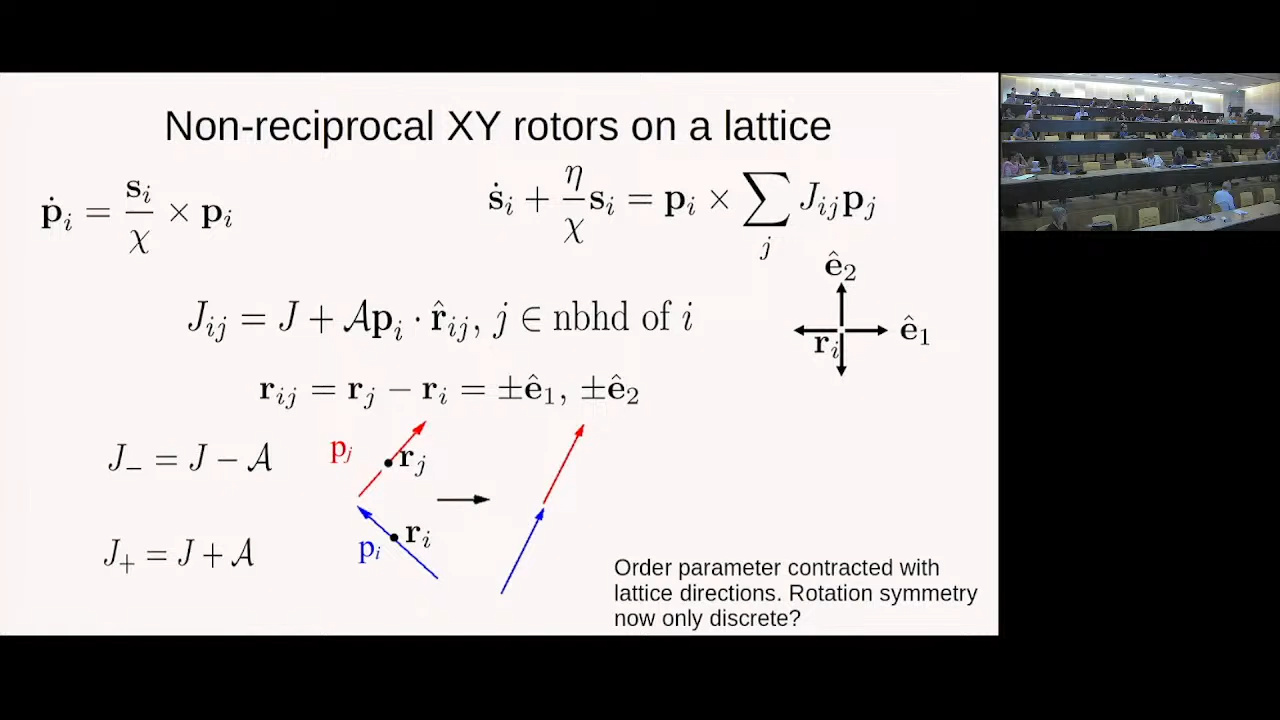 Non-reciprocal XY rotors on a lattice
ṗᵢ = sᵢ/χ × pᵢ
ṡᵢ + η/χ sᵢ = pᵢ × ∑ⱼ Jᵢⱼpⱼ
Jᵢⱼ = J + 𝒜pᵢ · r̂ᵢⱼ, j ∈ nbhd of i
ê₂
ê₁
rᵢ
rᵢⱼ = rⱼ − rᵢ = ±ê₁, ±ê₂
J₋ = J − 𝒜
pⱼ
rⱼ
rᵢ
pᵢ
J₊ = J + 𝒜
Order parameter contracted with
lattice directions. Rotation symmetry
now only discrete?